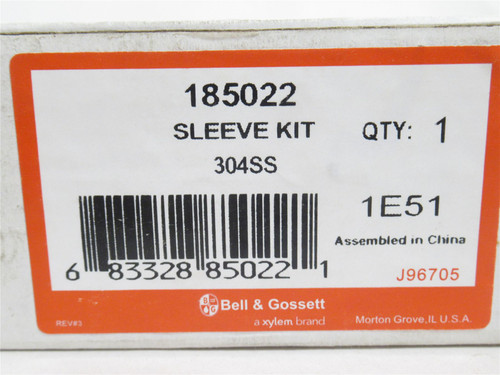 185022
SLEEVE KIT QTY: 1
304SS
1E51
Assembled in China
6 83328 85022 1
J96705
Bell & Gossett
a xylem brand
REV#3
Morton Grove, IL U.S.A.